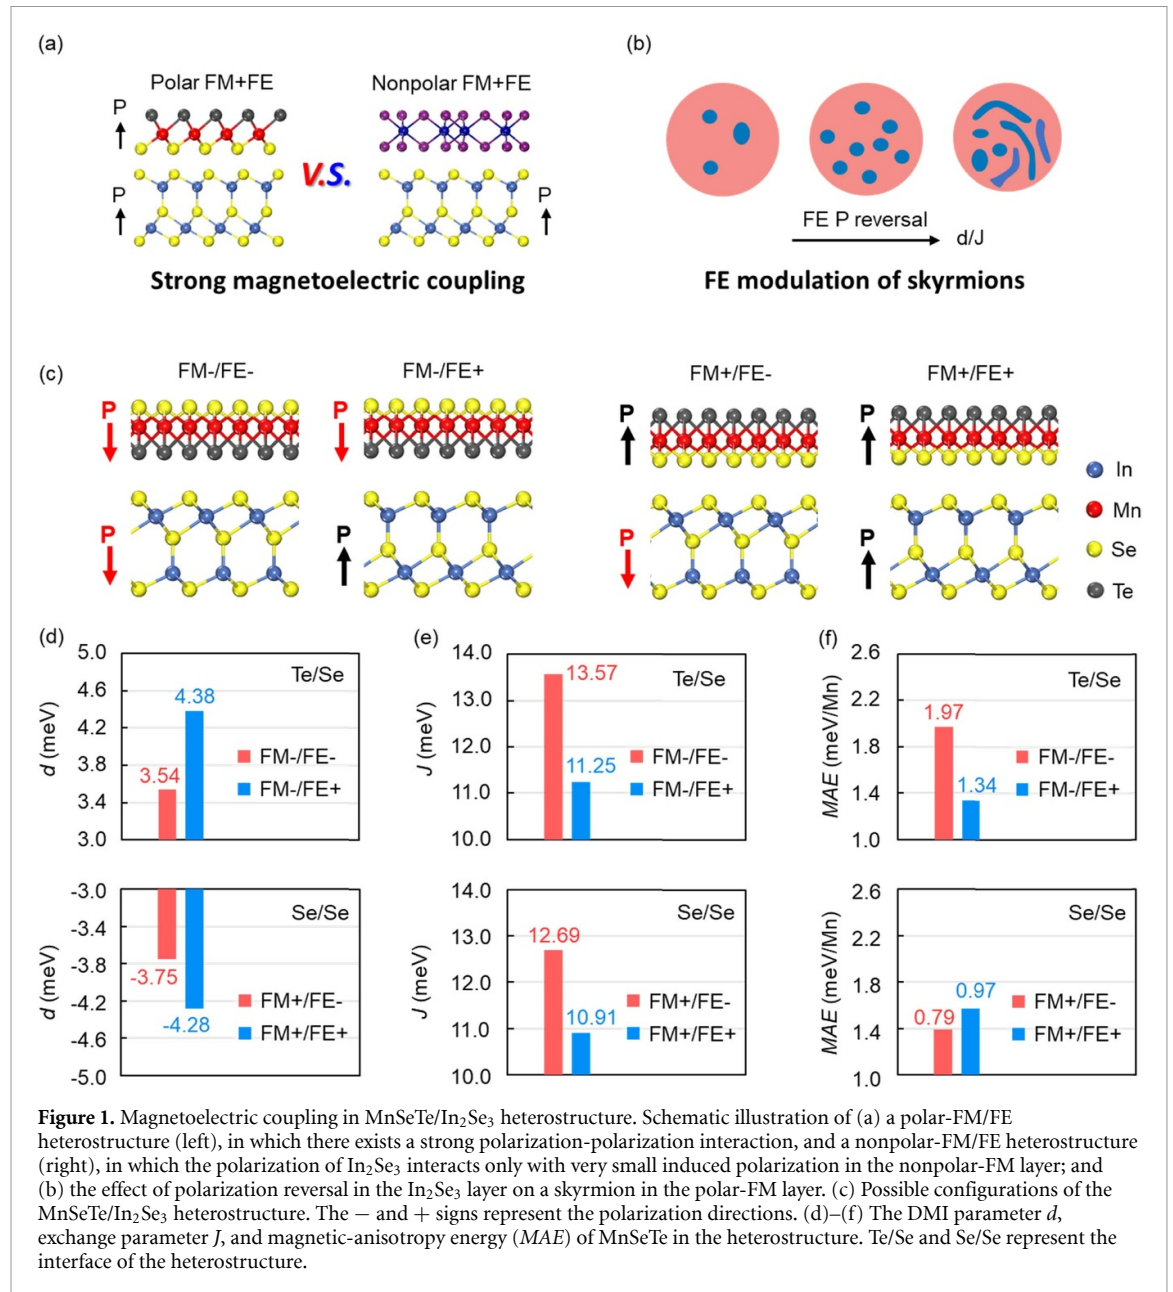 (a)
Polar FM+FE
Nonpolar FM+FE
P
P
V.S.
P
Strong magnetoelectric coupling
(b)
FE P reversal
d/J
FE modulation of skyrmions
(c)
FM-/FE-
FM-/FE+
FM+/FE-
FM+/FE+
P
P
P
P
P
P
P
P
In
Mn
Se
Te
(d)
5.0
4.6
4.2
3.8
3.4
3.0
d (meV)
Te/Se
4.38
3.54
FM-/FE-
FM-/FE+
-3.0
-3.4
-3.8
-4.2
-4.6
-5.0
d (meV)
Se/Se
-3.75
-4.28
FM+/FE-
FM+/FE+
(e)
14.0
13.0
12.0
11.0
10.0
J (meV)
13.57
Te/Se
11.25
FM-/FE-
FM-/FE+
14.0
13.0
12.0
11.0
10.0
J (meV)
Se/Se
12.69
10.91
FM+/FE-
FM+/FE+
(f)
2.6
2.2
1.8
1.4
1.0
MAE (meV/Mn)
Te/Se
1.97
1.34
FM-/FE-
FM-/FE+
2.6
2.2
1.8
1.4
1.0
MAE (meV/Mn)
Se/Se
0.79
0.97
FM+/FE-
FM+/FE+
Figure 1. Magnetoelectric coupling in MnSeTe/In₂Se₃ heterostructure. Schematic illustration of (a) a polar-FM/FE
heterostructure (left), in which there exists a strong polarization-polarization interaction, and a nonpolar-FM/FE heterostructure
(right), in which the polarization of In₂Se₃ interacts only with very small induced polarization in the nonpolar-FM layer; and
(b) the effect of polarization reversal in the In₂Se₃ layer on a skyrmion in the polar-FM layer. (c) Possible configurations of the
MnSeTe/In₂Se₃ heterostructure. The − and + signs represent the polarization directions. (d)–(f) The DMI parameter d,
exchange parameter J, and magnetic-anisotropy energy (MAE) of MnSeTe in the heterostructure. Te/Se and Se/Se represent the
interface of the heterostructure.